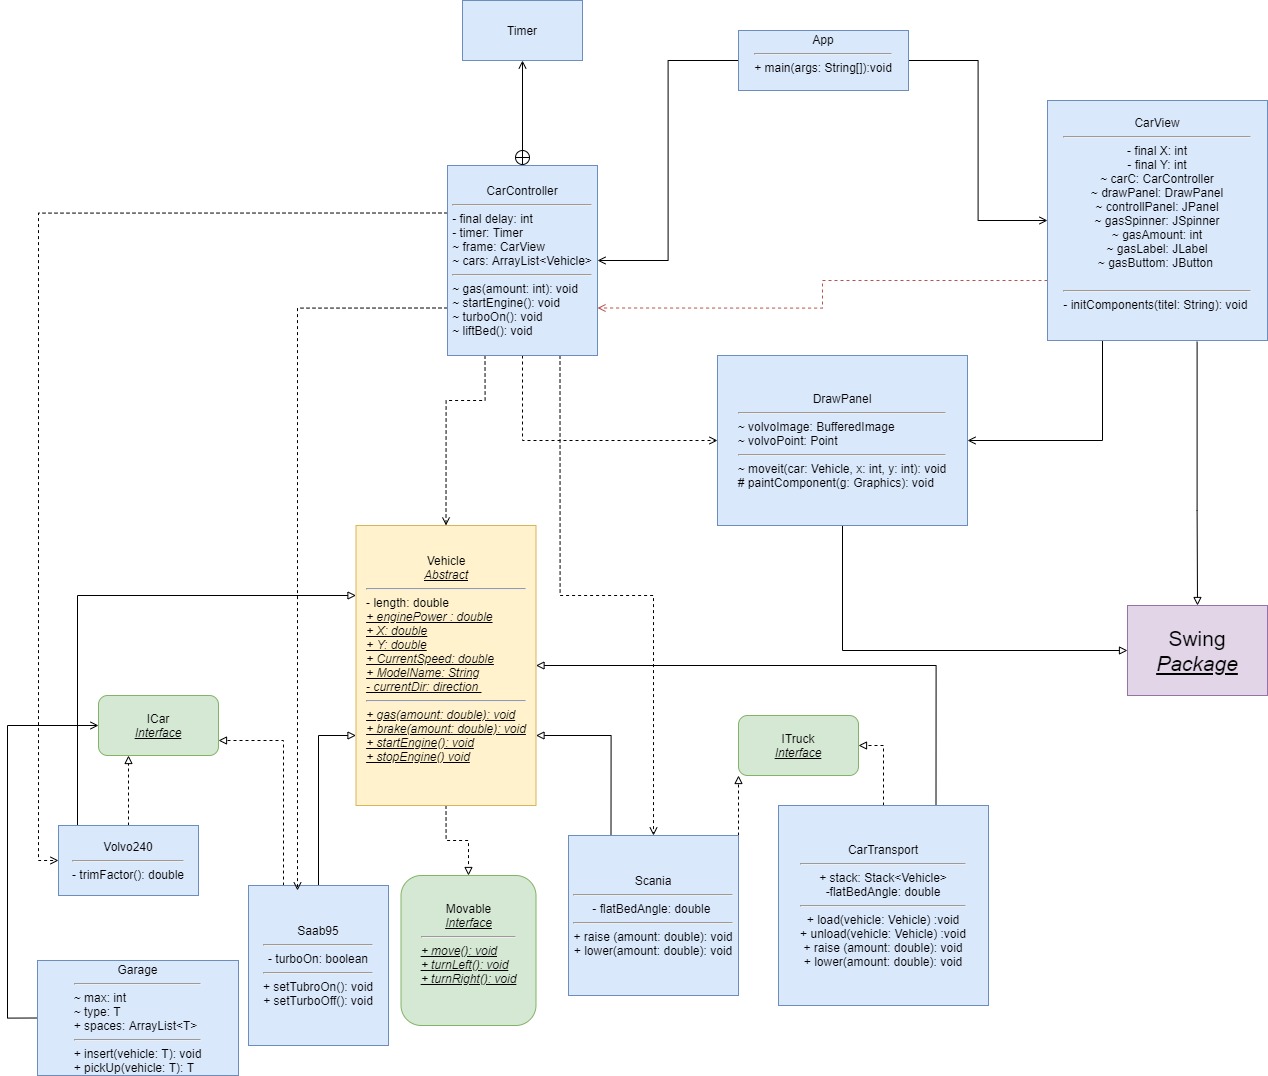 Timer
App
+ main(args: String[]):void
CarView
- final X: int
- final Y: int
~ carC: CarController
~ drawPanel: DrawPanel
~ controllPanel: JPanel
~ gasSpinner: JSpinner
~ gasAmount: int
~ gasLabel: JLabel
~ gasButtom: JButton
- initComponents(titel: String): void
CarController
- final delay: int
- timer: Timer
~ frame: CarView
~ cars: ArrayList<Vehicle>
~ gas(amount: int): void
~ startEngine(): void
~ turboOn(): void
~ liftBed(): void
DrawPanel
~ volvoImage: BufferedImage
~ volvoPoint: Point
~ moveit(car: Vehicle, x: int, y: int): void
# paintComponent(g: Graphics): void
Vehicle
Abstract
- length: double
+ enginePower : double
+ X: double
+ Y: double
+ CurrentSpeed: double
+ ModelName: String
- currentDir: direction
+ gas(amount: double): void
+ brake(amount: double): void
+ startEngine(): void
+ stopEngine() void
Swing
Package
ICar
Interface
ITruck
Interface
Volvo240
- trimFactor(): double
Saab95
- turboOn: boolean
+ setTubroOn(): void
+ setTurboOff(): void
Movable
Interface
+ move(): void
+ turnLeft(): void
+ turnRight(): void
Scania
- flatBedAngle: double
+ raise (amount: double): void
+ lower(amount: double): void
CarTransport
+ stack: Stack<Vehicle>
-flatBedAngle: double
+ load(vehicle: Vehicle) :void
+ unload(vehicle: Vehicle) :void
+ raise (amount: double): void
+ lower(amount: double): void
Garage
~ max: int
~ type: T
+ spaces: ArrayList<T>
+ insert(vehicle: T): void
+ pickUp(vehicle: T): T